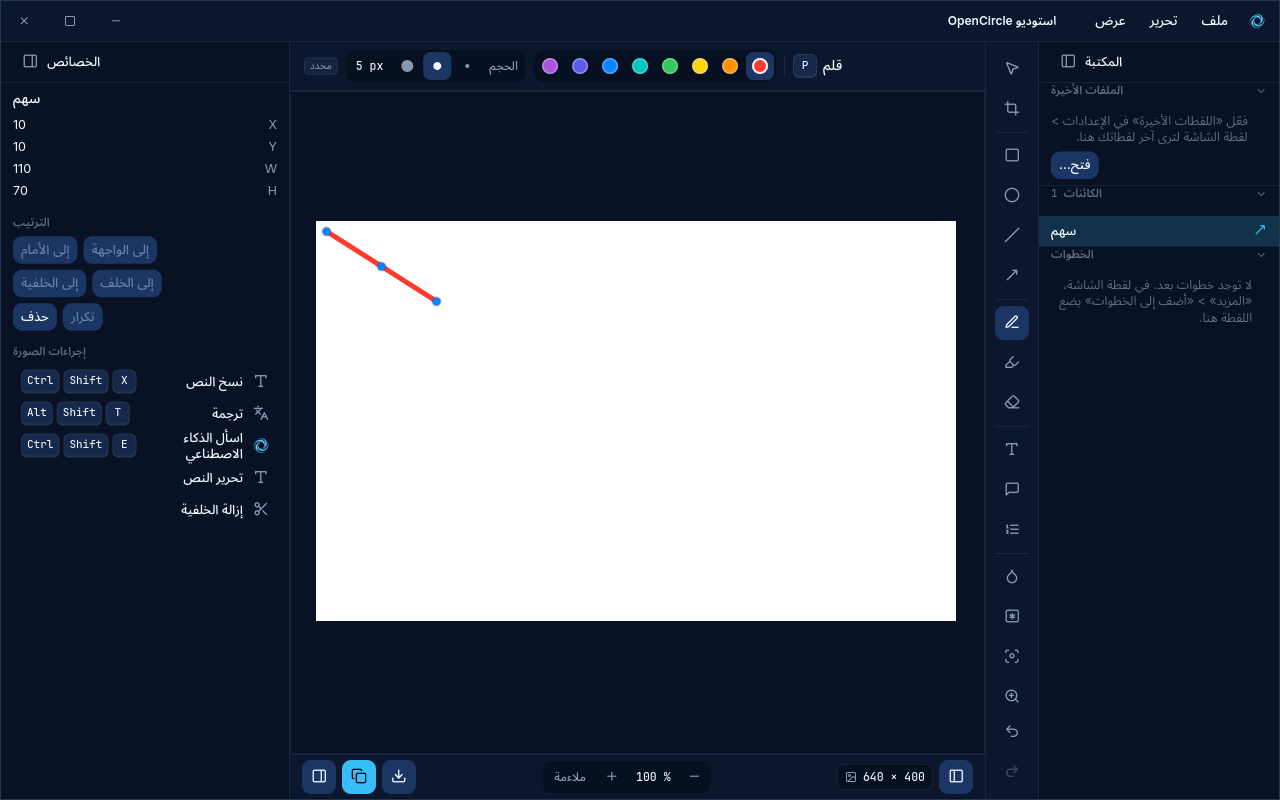 ملف تحرير عرض استوديو OpenCircle
المكتبة
الملفات الأخيرة
فعّل «اللقطات الأخيرة» في الإعدادات >
لقطة الشاشة لترى آخر لقطاتك هنا.
فتح...
الكائنات 1
سهم
الخطوات
لا توجد خطوات بعد. في لقطة الشاشة،
«المزيد» > «أضف إلى الخطوات» يضع
اللقطة هنا.
قلم P
الحجم 5 px محدد
640 × 400
100 %
ملاءمة
الخصائص
سهم
X 10
Y 10
W 110
H 70
الترتيب
إلى الواجهة إلى الأمام
إلى الخلف إلى الخلفية
تكرار حذف
إجراءات الصورة
نسخ النص Ctrl Shift X
ترجمة Alt Shift T
اسأل الذكاء
الاصطناعي Ctrl Shift E
تحرير النص
إزالة الخلفية